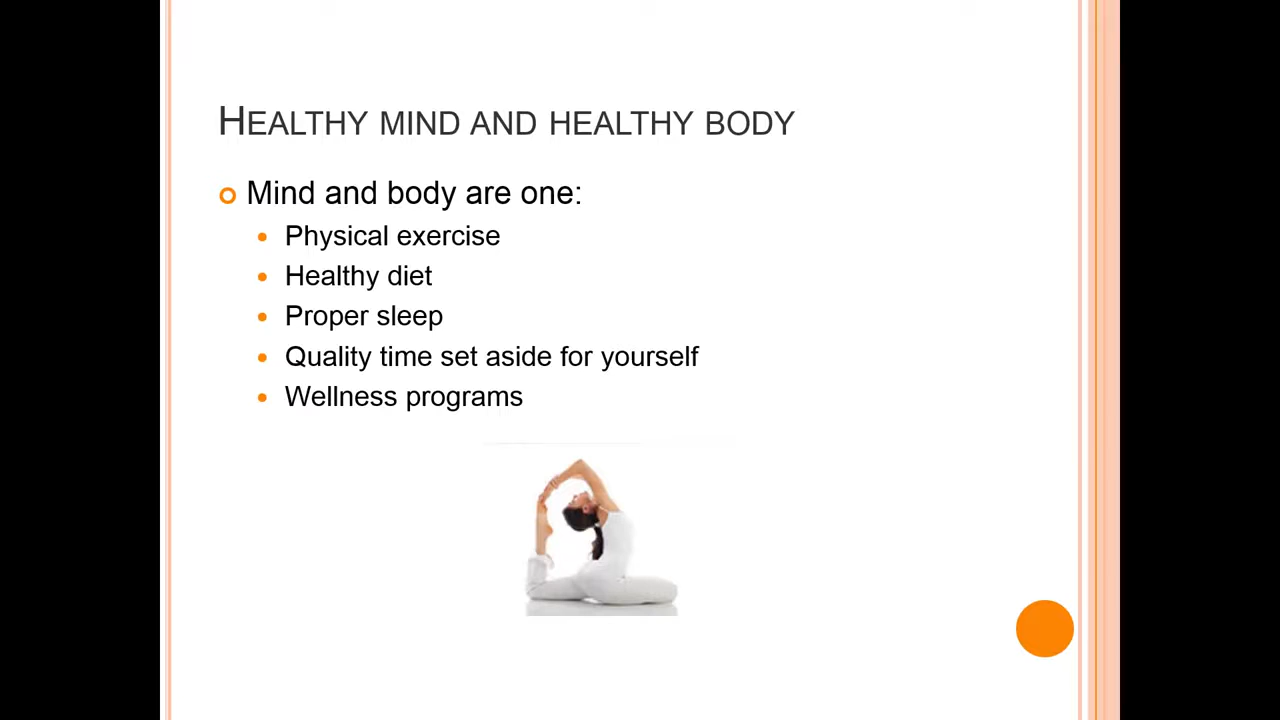 Healthy mind and healthy body
Mind and body are one:
Physical exercise
Healthy diet
Proper sleep
Quality time set aside for yourself
Wellness programs